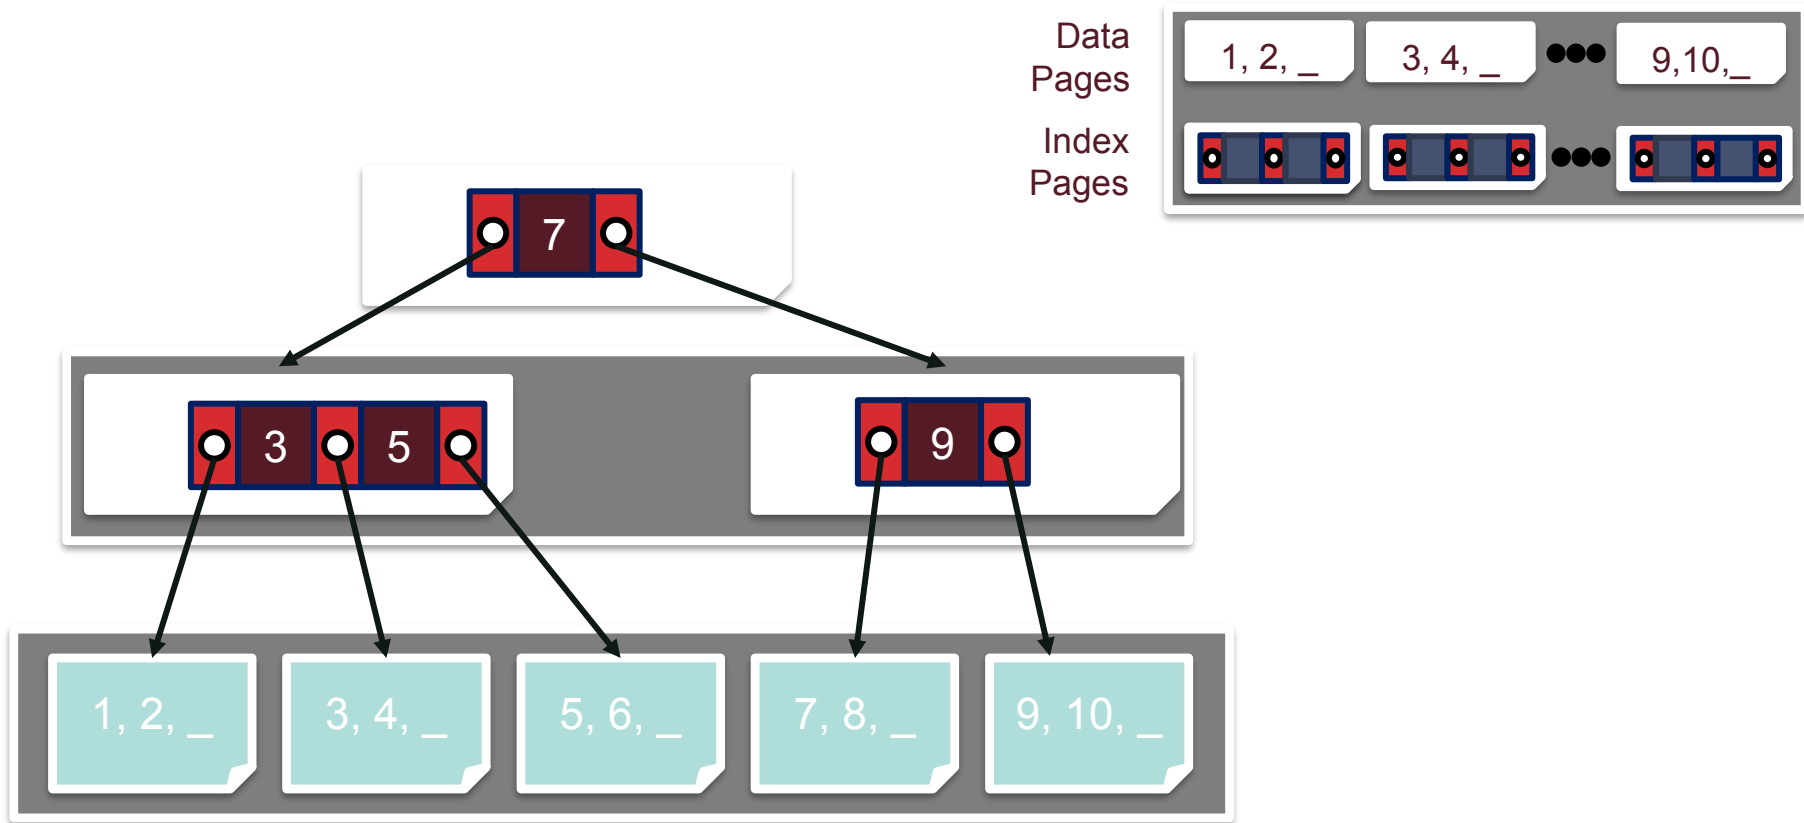 Data
Pages
1, 2, _
3, 4, _
9,10,_
Index
Pages
7
3
5
9
1, 2, _
3, 4, _
5, 6, _
7, 8, _
9, 10, _